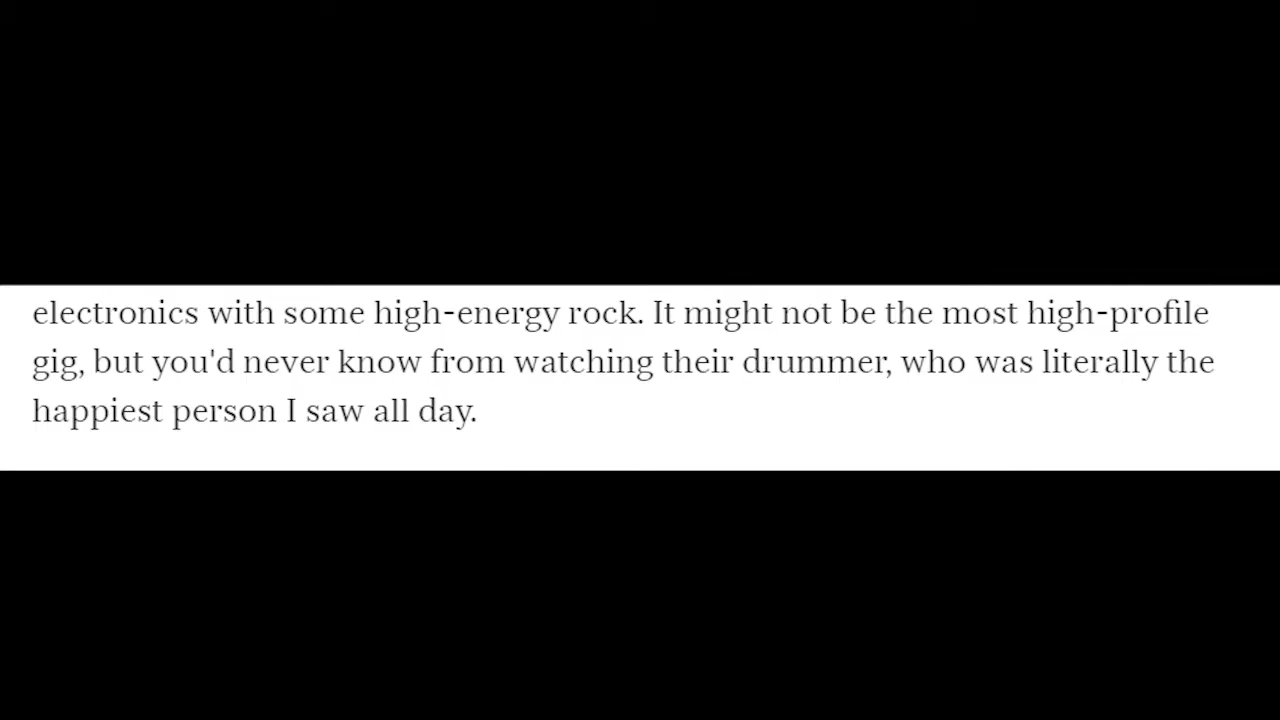 electronics with some high-energy rock. It might not be the most high-profile
gig, but you'd never know from watching their drummer, who was literally the
happiest person I saw all day.